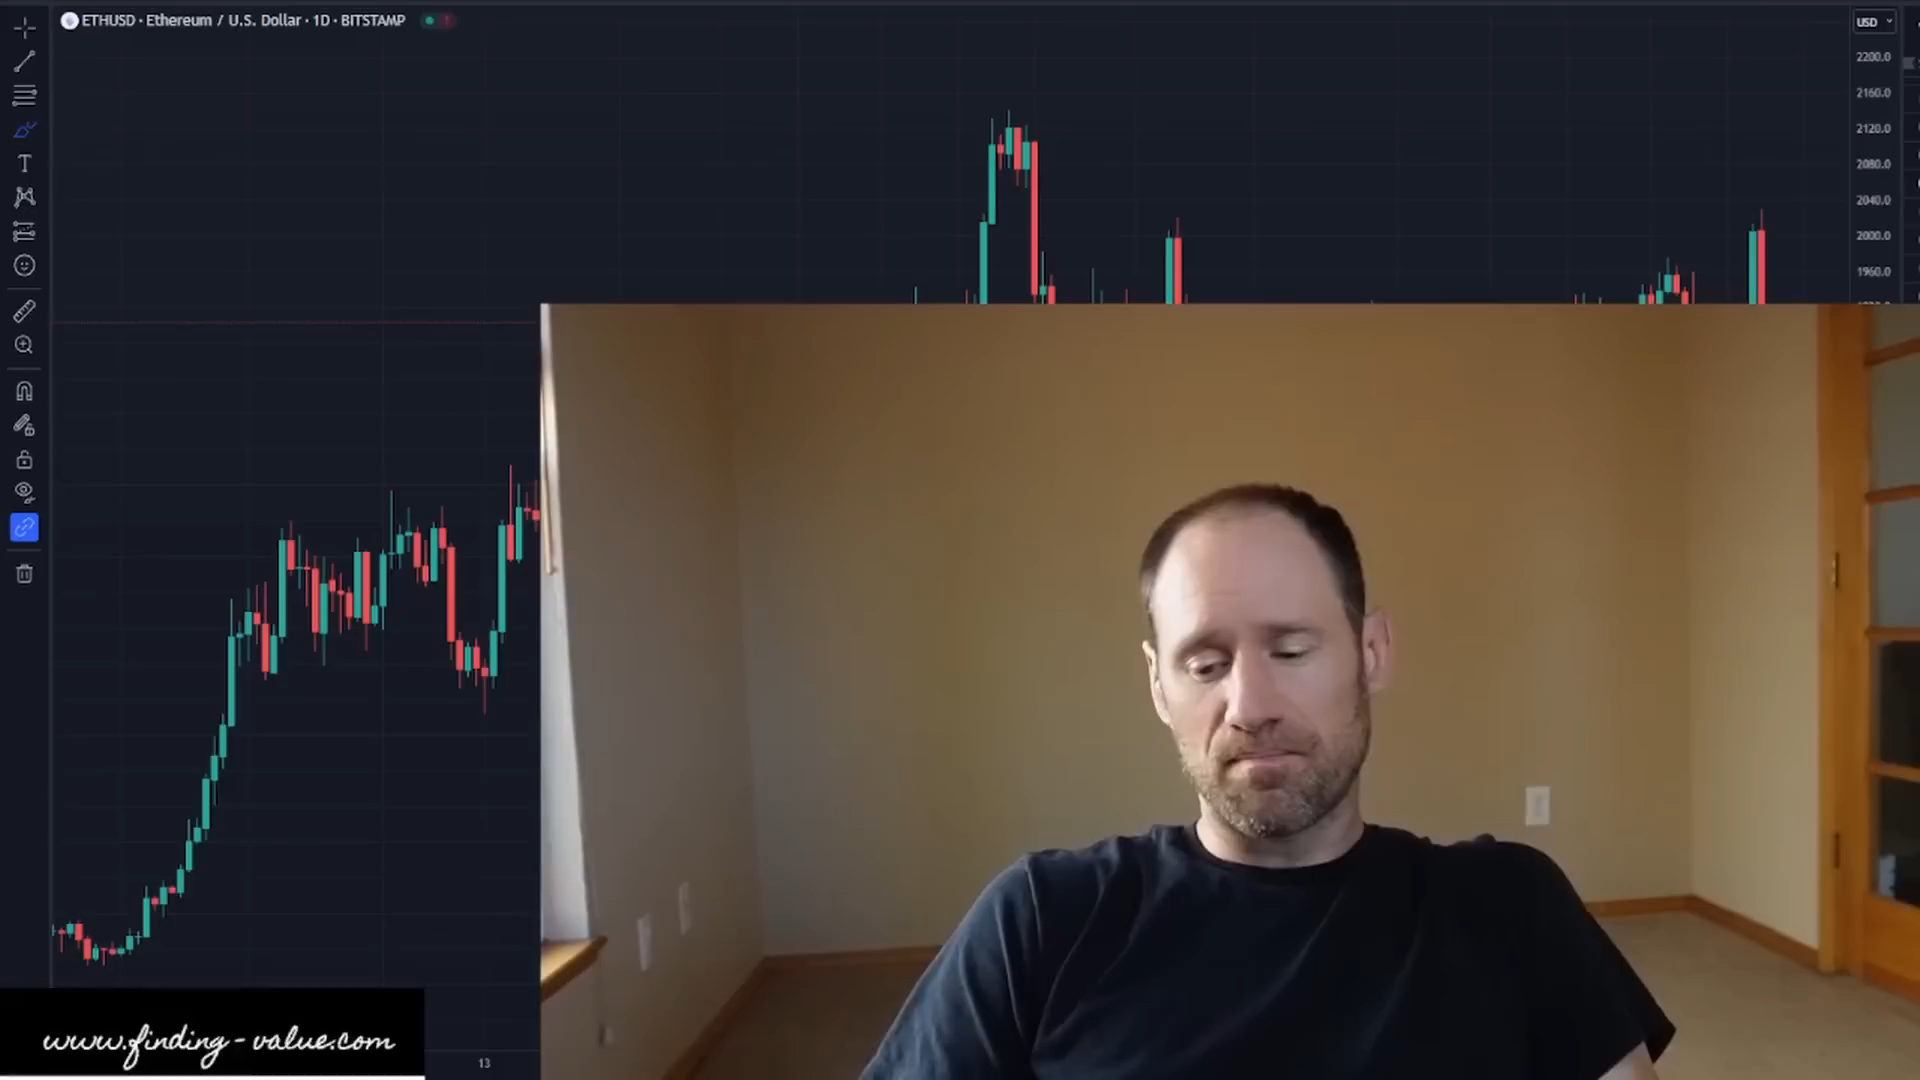 ETHUSD · Ethereum / U.S. Dollar · 1D · BITSTAMP
USD
2200.0
2160.0
2120.0
2080.0
2040.0
2000.0
1960.0
13
www.finding-value.com